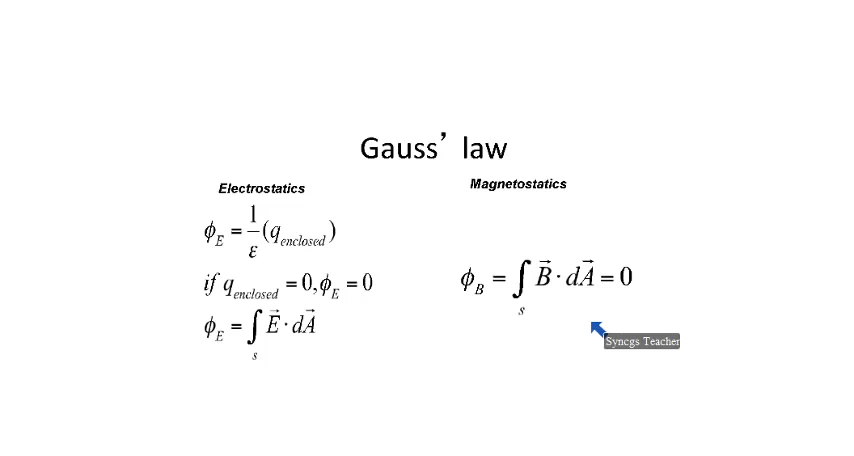 Gauss’ law
Electrostatics
ϕ_E = 1/ε (q_enclosed)
if q_enclosed = 0, ϕ_E = 0
ϕ_E = ∫_s E⃗ · dA⃗
Magnetostatics
ϕ_B = ∫_s B⃗ · dA⃗ = 0
Syncgs Teacher